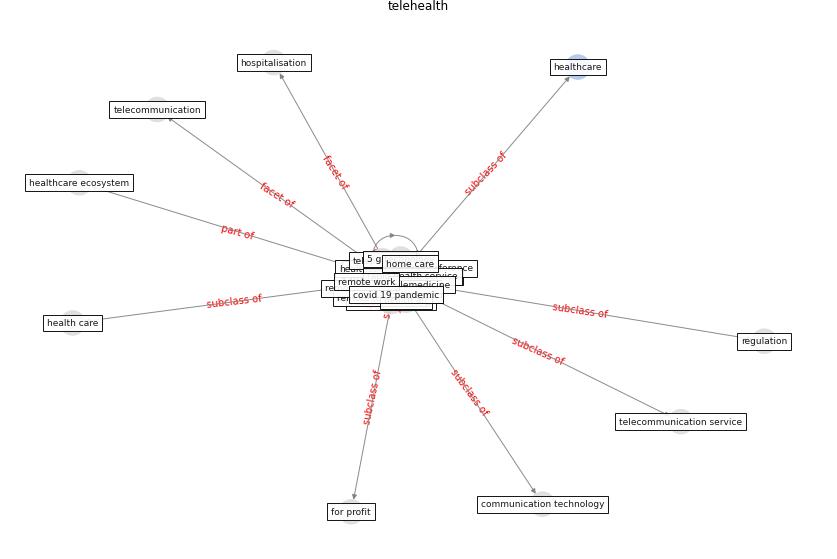 telehealth
hospitalisation
healthcare
telecommunication
subclass of
facet of
facet of
healthcare ecosystem
part of
5 g
home care
remote work
covid 19 pandemic
subclass of
health care
subclass of
regulation
subclass of
subclass of
subclass of
telecommunication service
communication technology
for profit